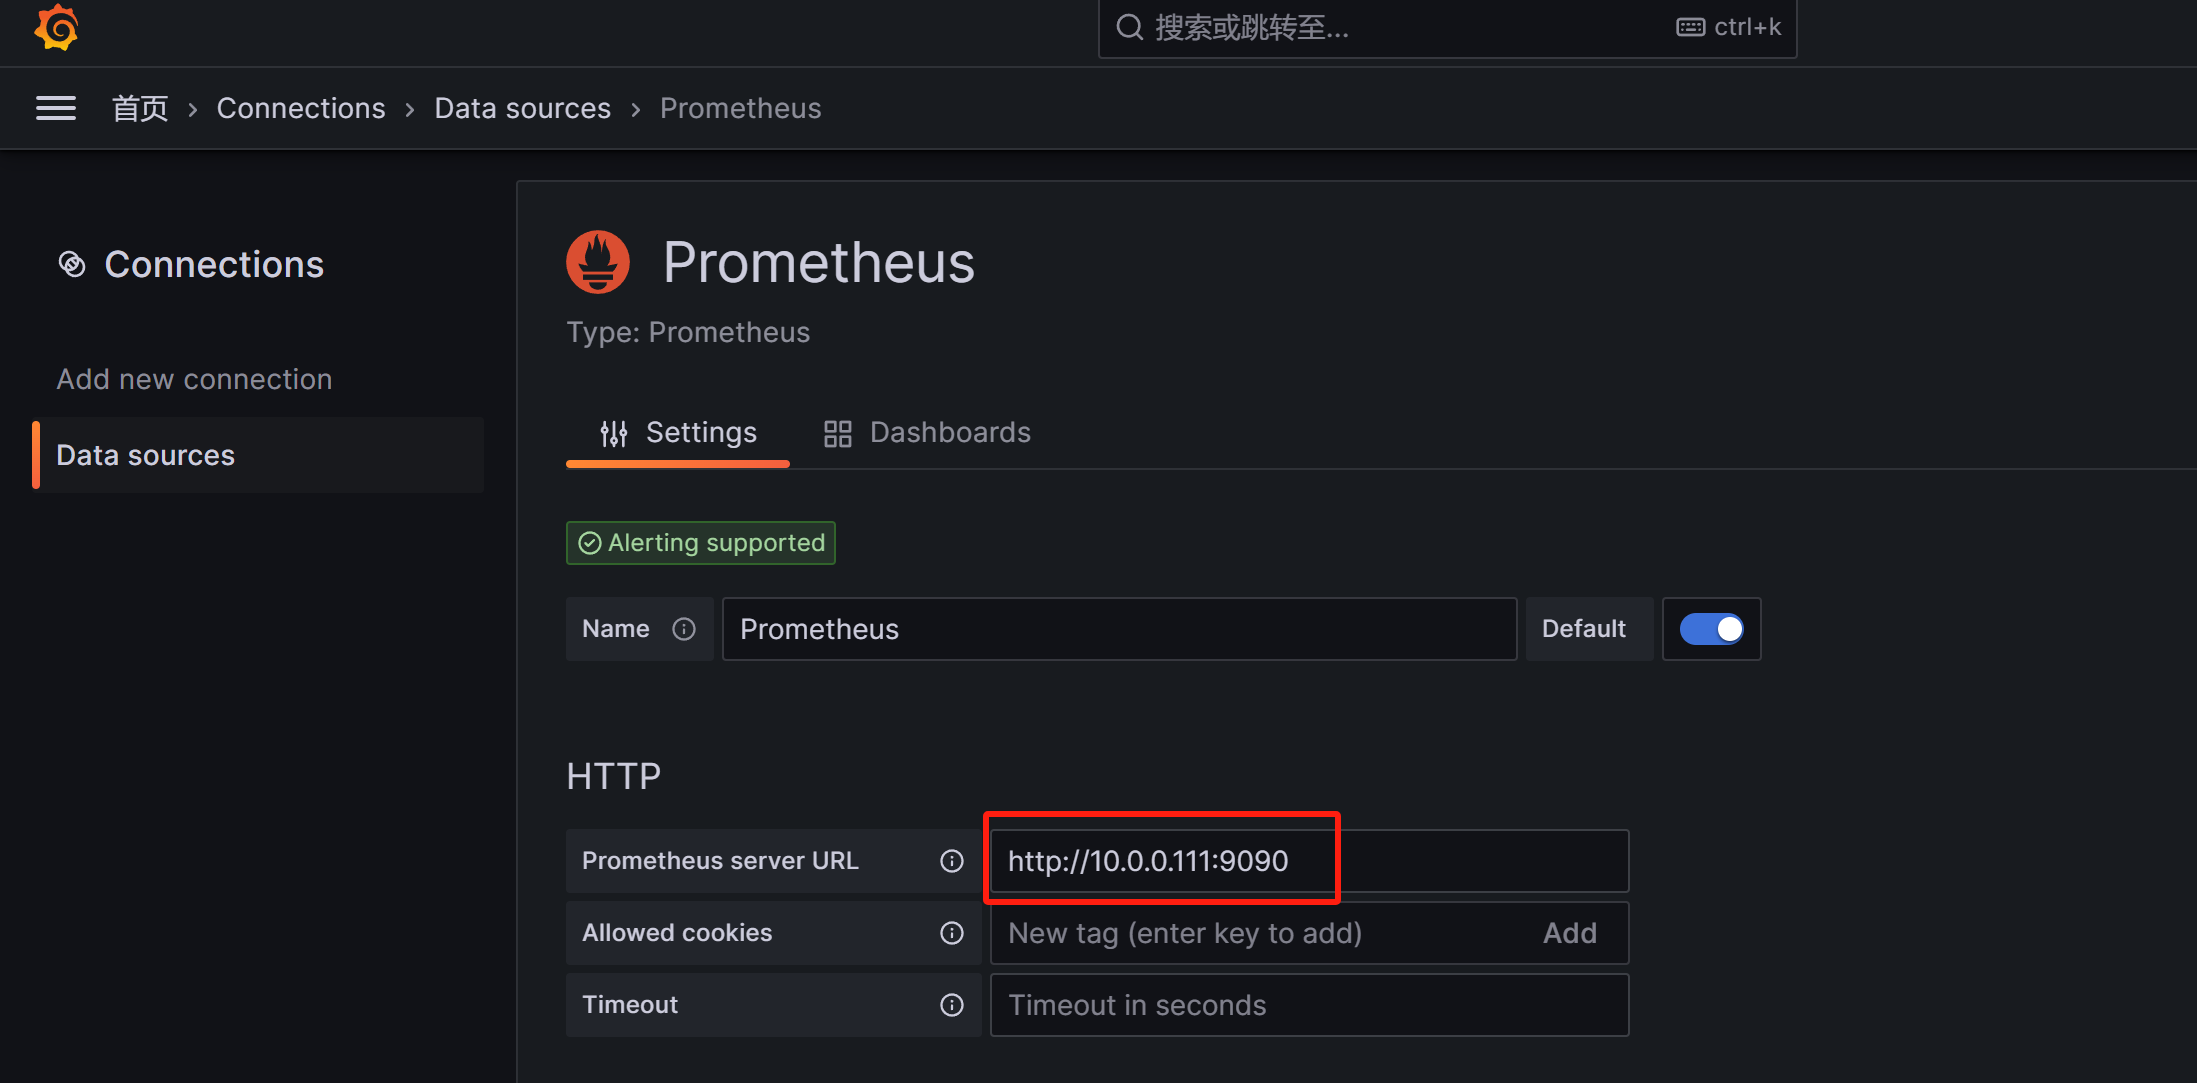 搜索或跳转至...
ctrl+k
首页 › Connections › Data sources › Prometheus
Connections
Add new connection
Data sources
Prometheus
Type: Prometheus
Settings
Dashboards
Alerting supported
Name
Prometheus
Default
HTTP
Prometheus server URL
http://10.0.0.111:9090
Allowed cookies
New tag (enter key to add)
Add
Timeout
Timeout in seconds